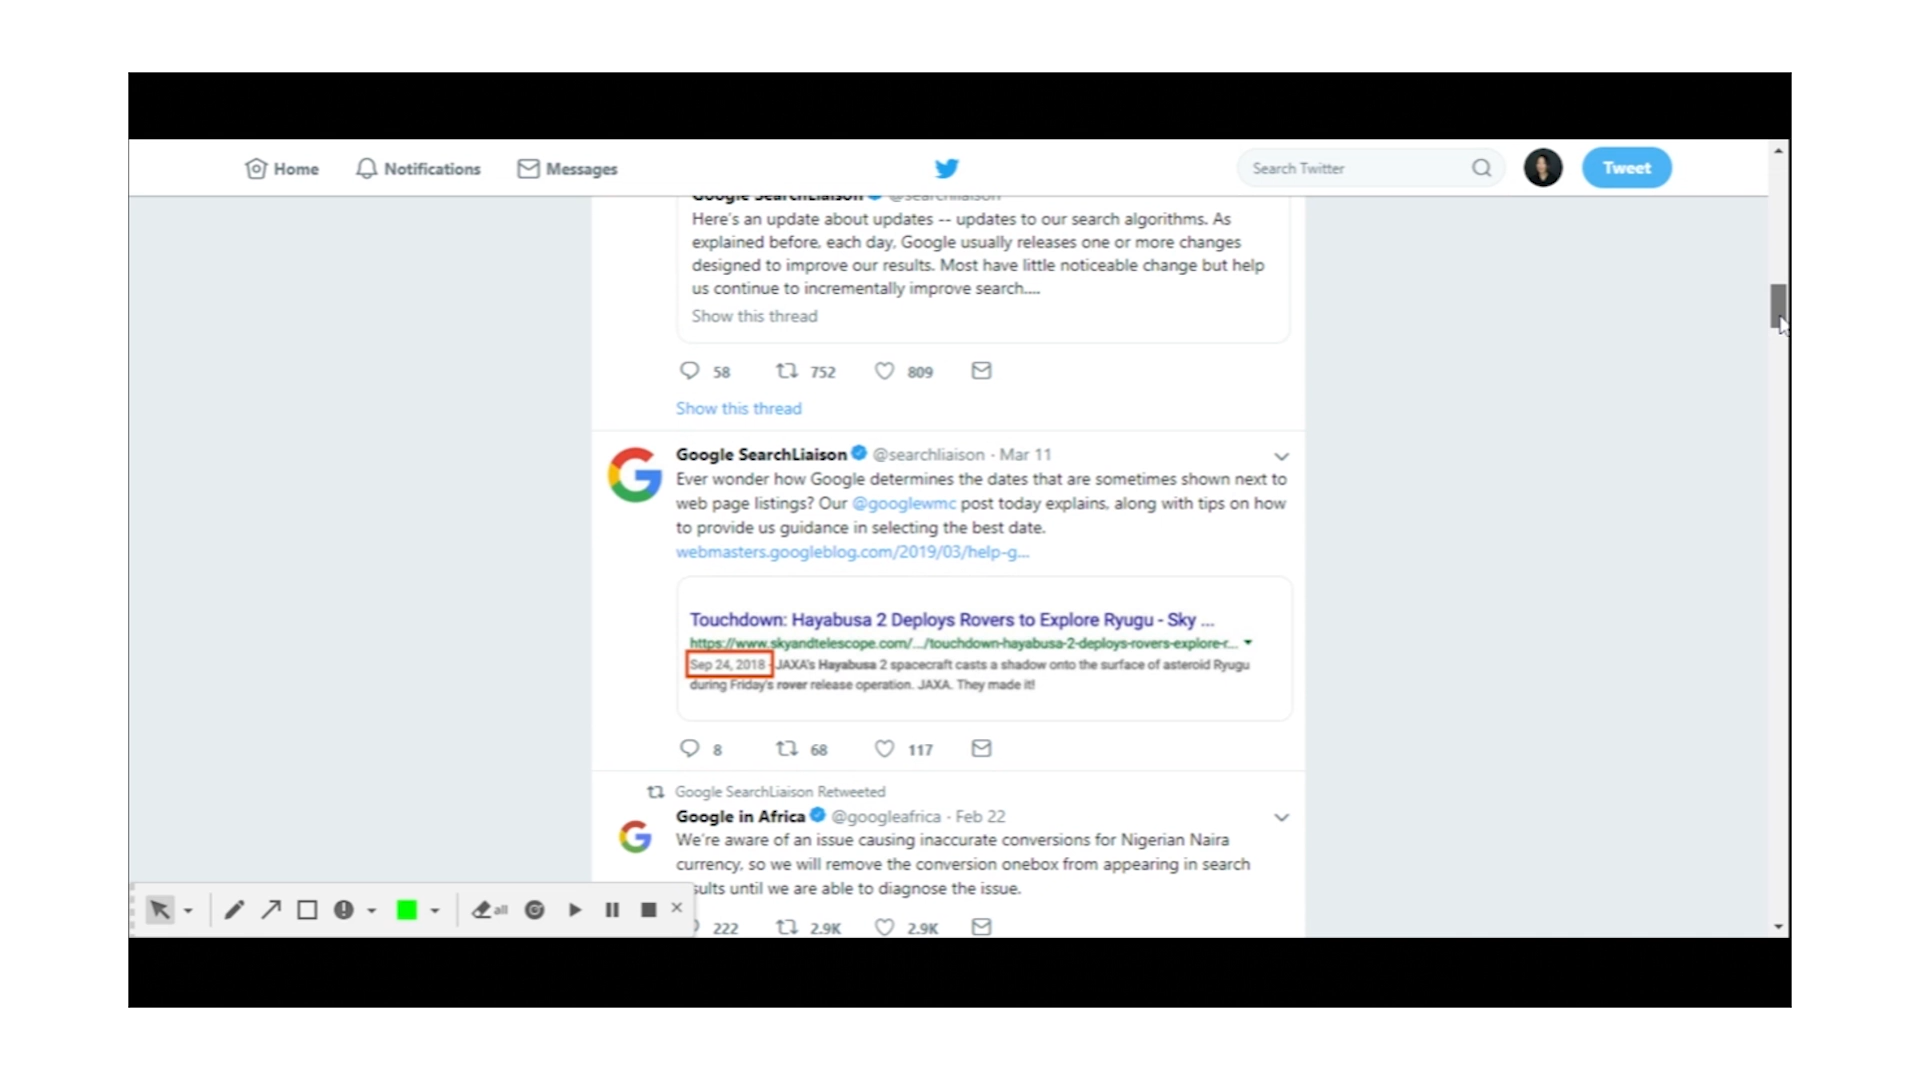 Home Notifications Messages Search Twitter Tweet
Google SearchLiaison @searchliaison
Here's an update about updates -- updates to our search algorithms. As
explained before, each day, Google usually releases one or more changes
designed to improve our results. Most have little noticeable change but help
us continue to incrementally improve search....
Show this thread
58 752 809
Show this thread
Google SearchLiaison @searchliaison · Mar 11
Ever wonder how Google determines the dates that are sometimes shown next to
web page listings? Our @googlewmc post today explains, along with tips on how
to provide us guidance in selecting the best date.
webmasters.googleblog.com/2019/03/help-g...
Touchdown: Hayabusa 2 Deploys Rovers to Explore Ryugu - Sky ...
https://www.skyandtelescope.com/.../touchdown-hayabusa-2-deploys-rovers-explore-r...
Sep 24, 2018 - JAXA's Hayabusa 2 spacecraft casts a shadow onto the surface of asteroid Ryugu
during Friday's rover release operation. JAXA. They made it!
8 68 117
Google SearchLiaison Retweeted
Google in Africa @googleafrica · Feb 22
We're aware of an issue causing inaccurate conversions for Nigerian Naira
currency, so we will remove the conversion onebox from appearing in search
sults until we are able to diagnose the issue.
all
222 2.9K 2.9K